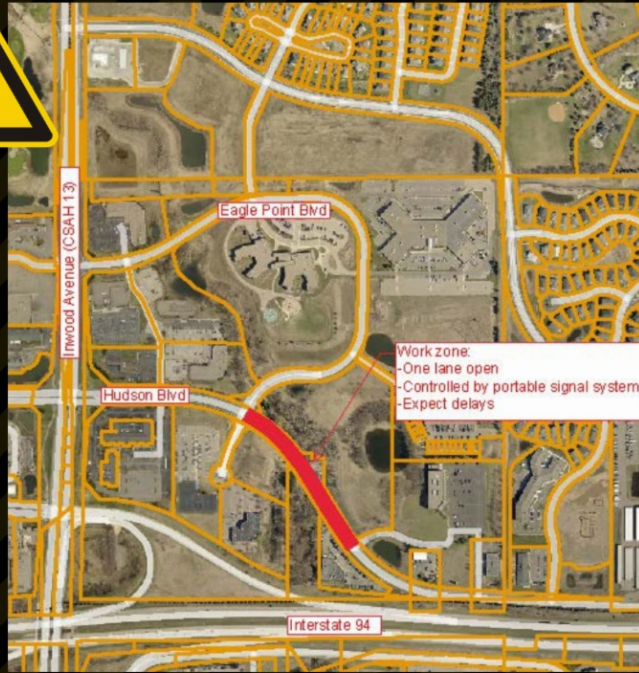 Inwood Avenue (CSAH 13)
Eagle Point Blvd
Work zone:
-One lane open
-Controlled by portable signal system
-Expect delays
Hudson Blvd
Interstate 94